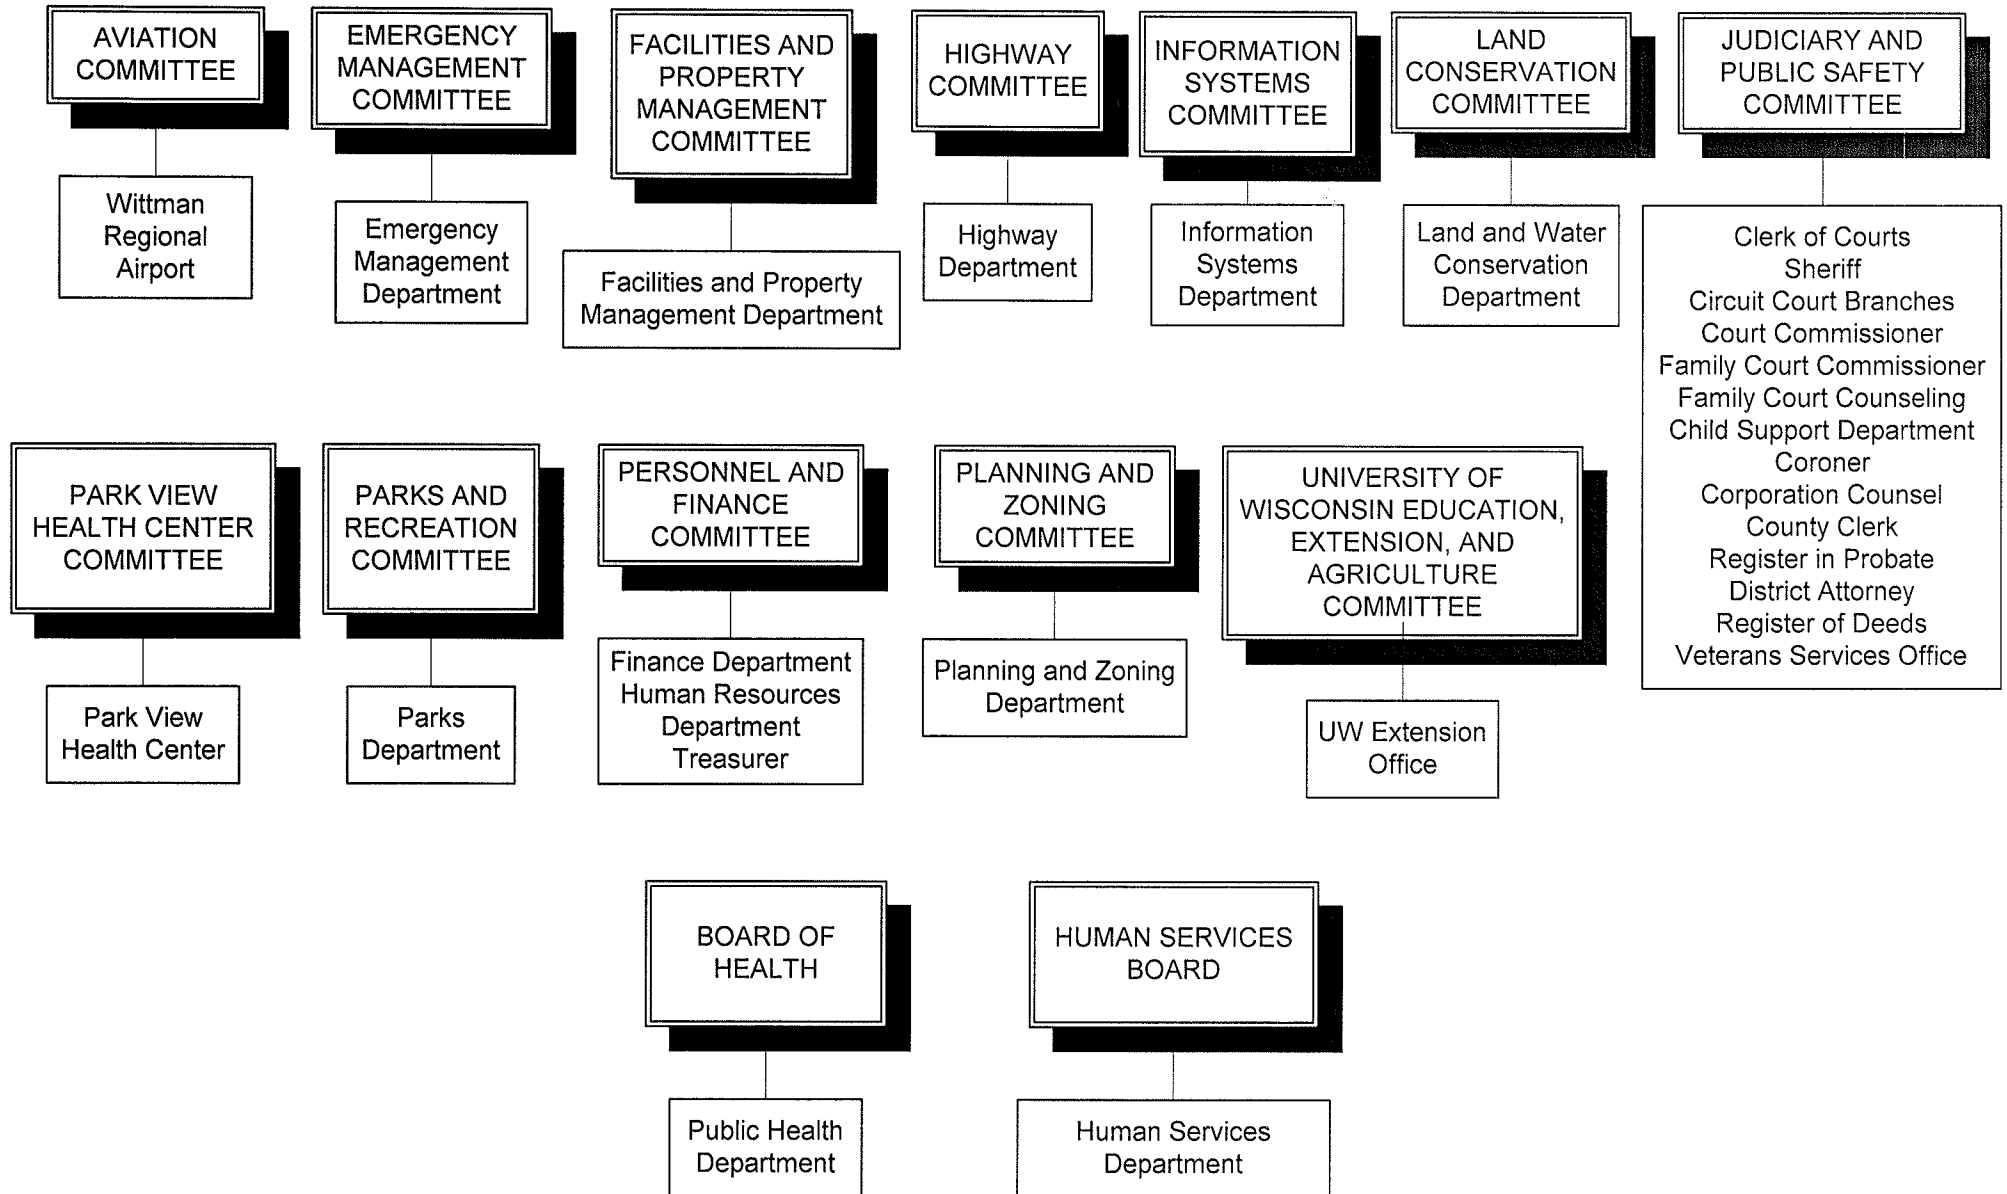 AVIATION
COMMITTEE
Wittman
Regional
Airport
EMERGENCY
MANAGEMENT
COMMITTEE
Emergency
Management
Department
FACILITIES AND
PROPERTY
MANAGEMENT
COMMITTEE
Facilities and Property
Management Department
HIGHWAY
COMMITTEE
Highway
Department
INFORMATION
SYSTEMS
COMMITTEE
Information
Systems
Department
LAND
CONSERVATION
COMMITTEE
Land and Water
Conservation
Department
JUDICIARY AND
PUBLIC SAFETY
COMMITTEE
Clerk of Courts
Sheriff
Circuit Court Branches
Court Commissioner
Family Court Commissioner
Family Court Counseling
Child Support Department
Coroner
Corporation Counsel
County Clerk
Register in Probate
District Attorney
Register of Deeds
Veterans Services Office
PARK VIEW
HEALTH CENTER
COMMITTEE
Park View
Health Center
PARKS AND
RECREATION
COMMITTEE
Parks
Department
PERSONNEL AND
FINANCE
COMMITTEE
Finance Department
Human Resources
Department
Treasurer
PLANNING AND
ZONING
COMMITTEE
Planning and Zoning
Department
UNIVERSITY OF
WISCONSIN EDUCATION,
EXTENSION, AND
AGRICULTURE
COMMITTEE
UW Extension
Office
BOARD OF
HEALTH
Public Health
Department
HUMAN SERVICES
BOARD
Human Services
Department